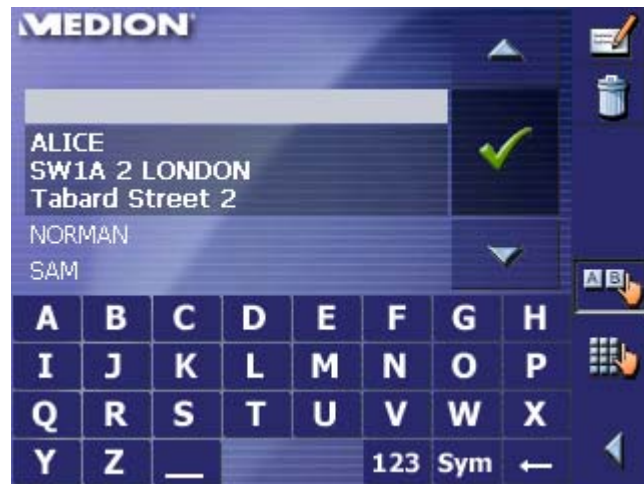 MEDION
ALICE
SW1A 2 LONDON
Tabard Street 2
NORMAN
SAM
A B
A B C D E F G H
I J K L M N O P
Q R S T U V W X
Y Z _ 123 Sym ←